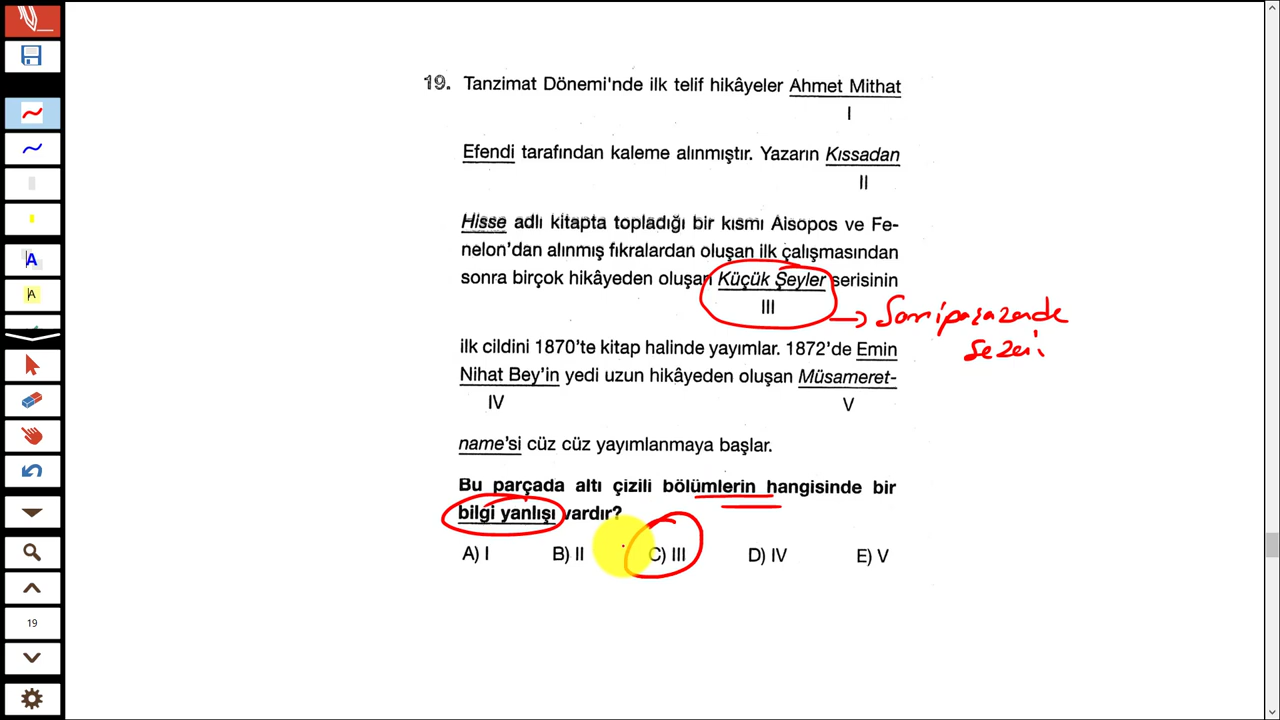 19. Tanzimat Dönemi'nde ilk telif hikâyeler Ahmet Mithat
I
Efendi tarafından kaleme alınmıştır. Yazarın Kıssadan
II
Hisse adlı kitapta topladığı bir kısmı Aisopos ve Fe-
nelon'dan alınmış fıkralardan oluşan ilk çalışmasından
sonra birçok hikâyeden oluşan Küçük Şeyler serisinin
III
Samipaşazende
sezai
ilk cildini 1870'te kitap halinde yayımlar. 1872'de Emin
Nihat Bey'in yedi uzun hikâyeden oluşan Müsameret-
IV V
name'si cüz cüz yayımlanmaya başlar.
Bu parçada altı çizili bölümlerin hangisinde bir
bilgi yanlışı vardır?
A) I B) II C) III D) IV E) V
A
A
19